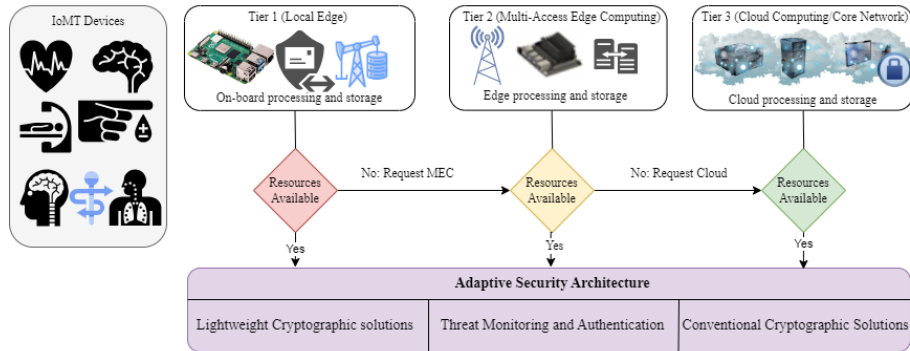 IoMT Devices
Tier 1 (Local Edge)
On-board processing and storage
Tier 2 (Multi-Access Edge Computing)
Edge processing and storage
Tier 3 (Cloud Computing/Core Network)
Cloud processing and storage
Resources
Available
No: Request MEC
Resources
Available
No: Request Cloud
Resources
Available
Yes
Yes
Yes
Adaptive Security Architecture
Lightweight Cryptographic solutions
Threat Monitoring and Authentication
Conventional Cryptographic Solutions